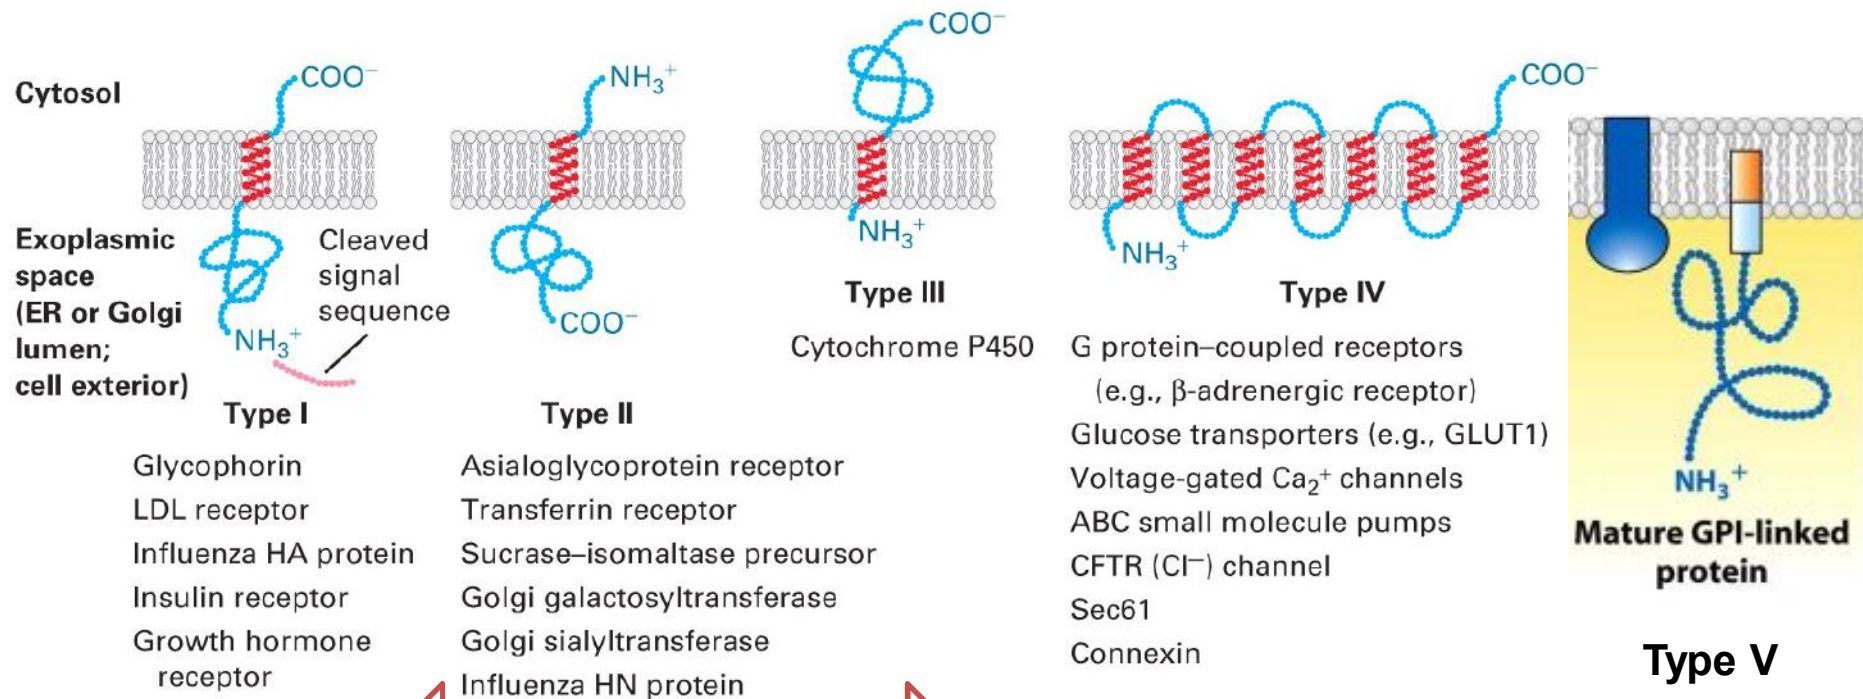 Cytosol
Exoplasmic
space
(ER or Golgi
lumen;
cell exterior)
COO⁻
NH₃⁺
Cleaved
signal
sequence
Type I
Glycophorin
LDL receptor
Influenza HA protein
Insulin receptor
Growth hormone
receptor
NH₃⁺
COO⁻
Type II
Asialoglycoprotein receptor
Transferrin receptor
Sucrase–isomaltase precursor
Golgi galactosyltransferase
Golgi sialyltransferase
Influenza HN protein
COO⁻
NH₃⁺
Type III
Cytochrome P450
COO⁻
NH₃⁺
Type IV
G protein–coupled receptors
(e.g., β-adrenergic receptor)
Glucose transporters (e.g., GLUT1)
Voltage-gated Ca₂⁺ channels
ABC small molecule pumps
CFTR (Cl⁻) channel
Sec61
Connexin
NH₃⁺
Mature GPI-linked
protein
Type V